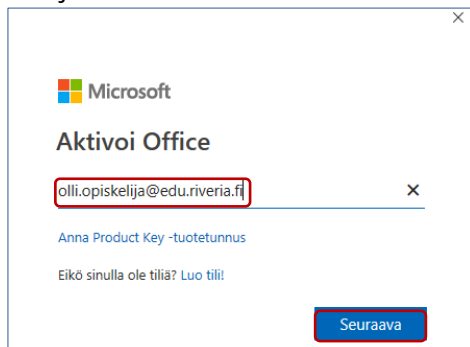 Microsoft
Aktivoi Office
olli.opiskelija@edu.riveria.fi
Anna Product Key -tuotetunnus
Eikö sinulla ole tiliä? Luo tili!
Seuraava